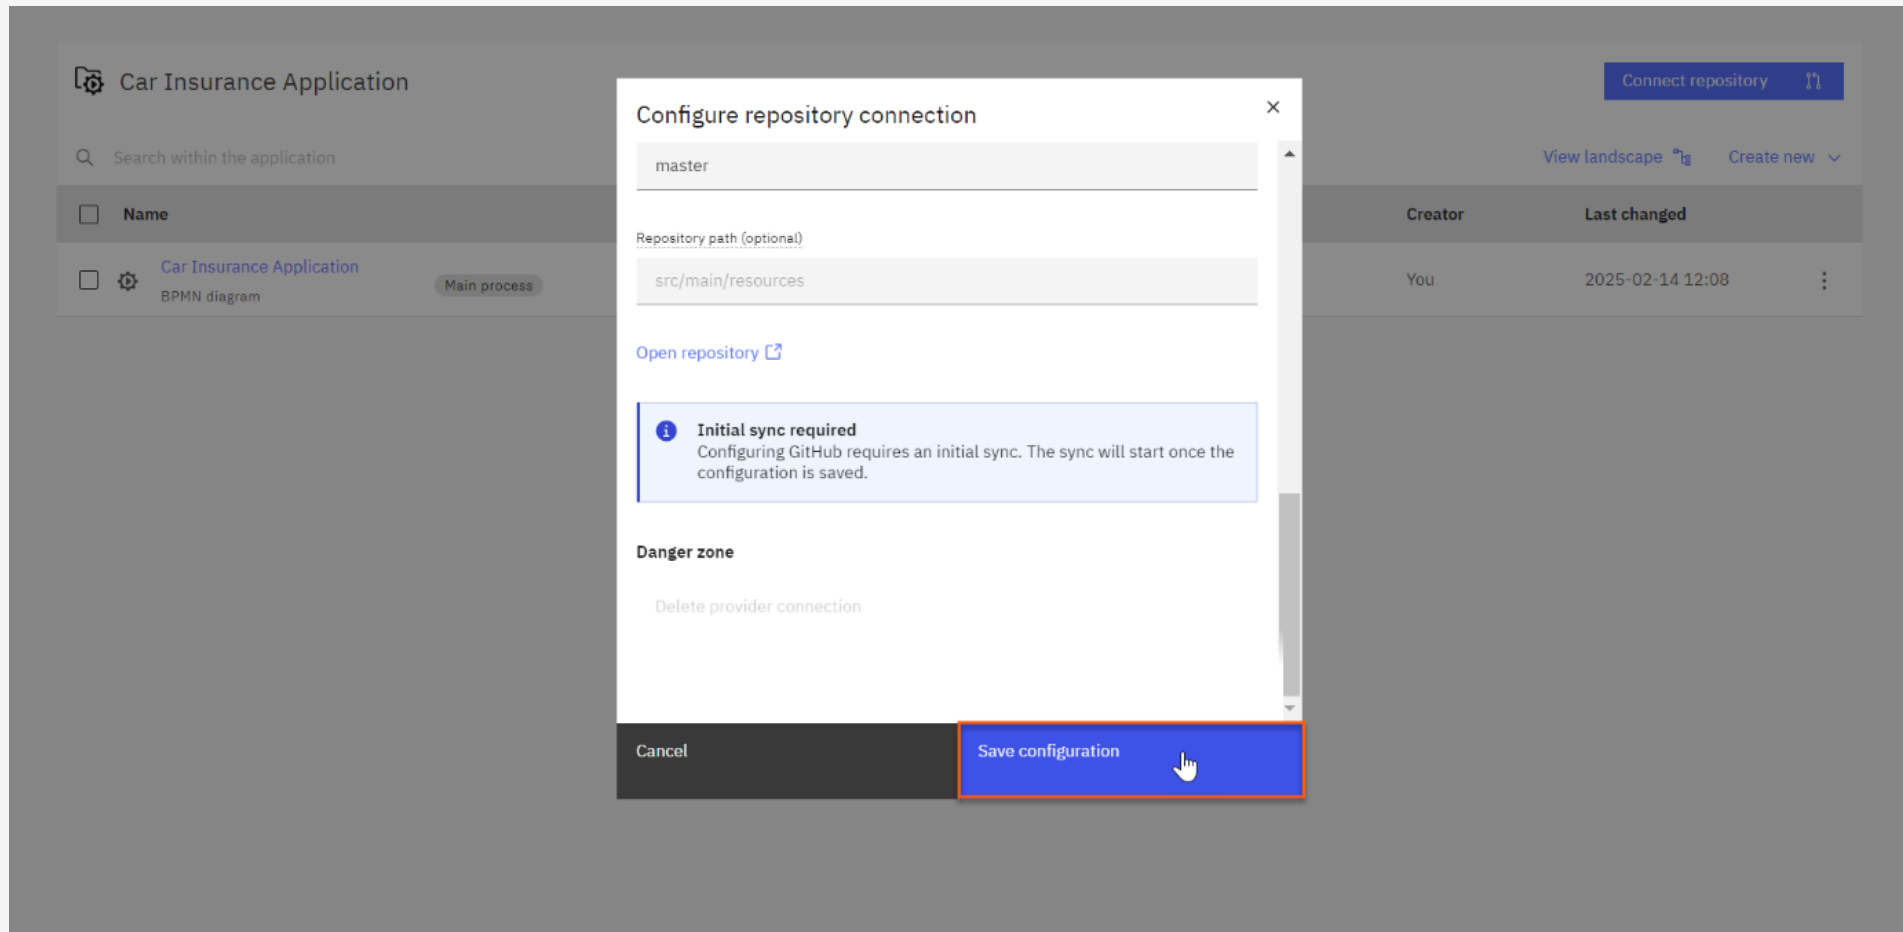 Car Insurance Application
Connect repository
Search within the application
View landscape
Create new
Name
Creator
Last changed
Car Insurance Application
BPMN diagram
Main process
You
2025-02-14 12:08
Configure repository connection
master
Repository path (optional)
src/main/resources
Open repository
Initial sync required
Configuring GitHub requires an initial sync. The sync will start once the
configuration is saved.
Danger zone
Delete provider connection
Cancel
Save configuration